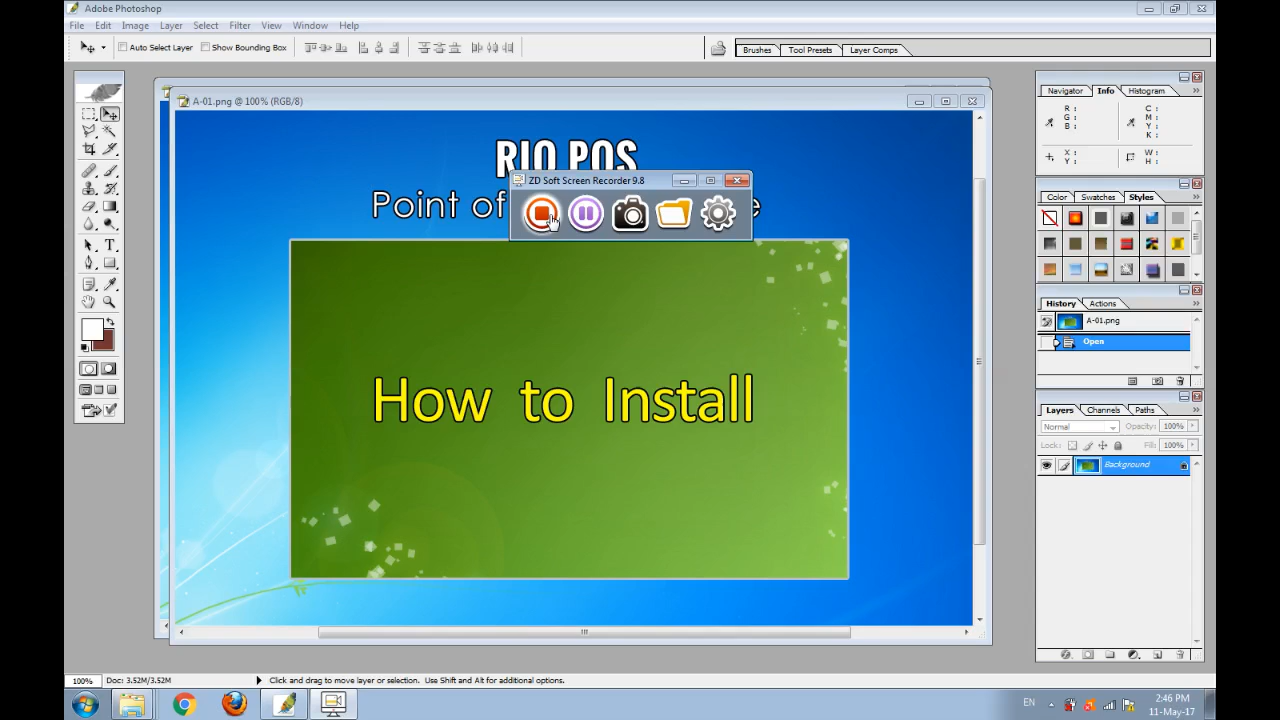 Adobe Photoshop
File Edit Image Layer Select Filter View Window Help
Auto Select Layer Show Bounding Box
Brushes Tool Presets Layer Comps
A-01.png @ 100% (RGB/8)
RIO POS
Point of
ZD Soft Screen Recorder 9.8
How to Install
Navigator Info Histogram
R :
G :
B :
C :
M :
Y :
K :
X :
Y :
W :
H :
Color Swatches Styles
History Actions
A-01.png
Open
Layers Channels Paths
Normal Opacity: 100%
Lock: Fill: 100%
Background
100% Doc: 3.52M/3.52M Click and drag to move layer or selection. Use Shift and Alt for additional options.
EN
2:46 PM
11-May-17